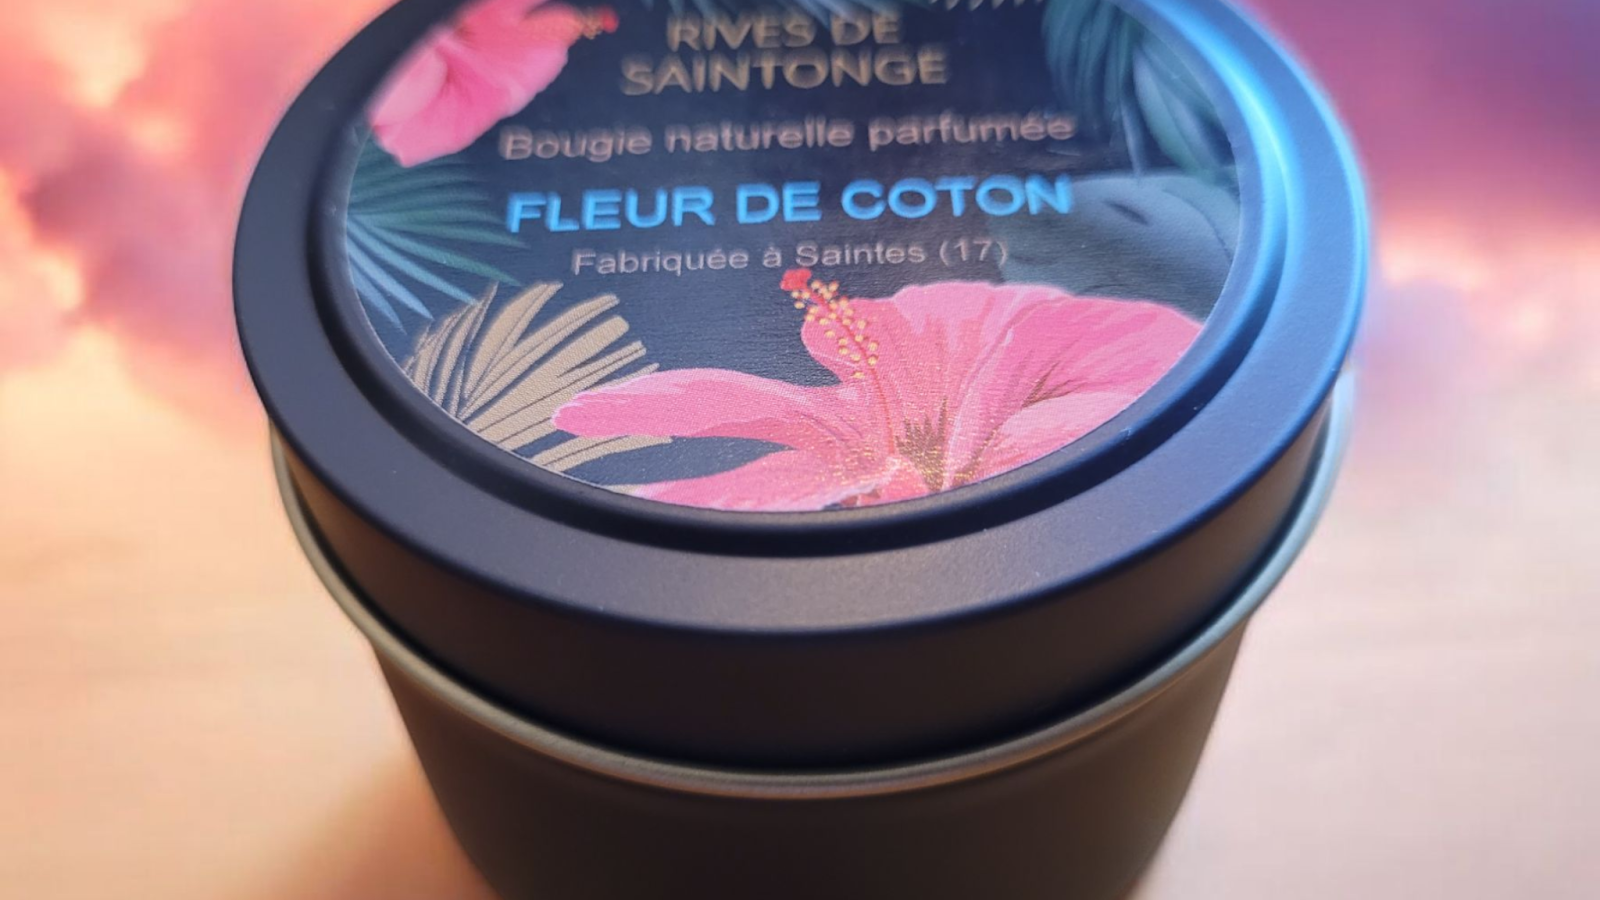 RIVES DE
SAINTONGE
Bougie naturelle parfumée
FLEUR DE COTON
Fabriquée à Saintes (17)